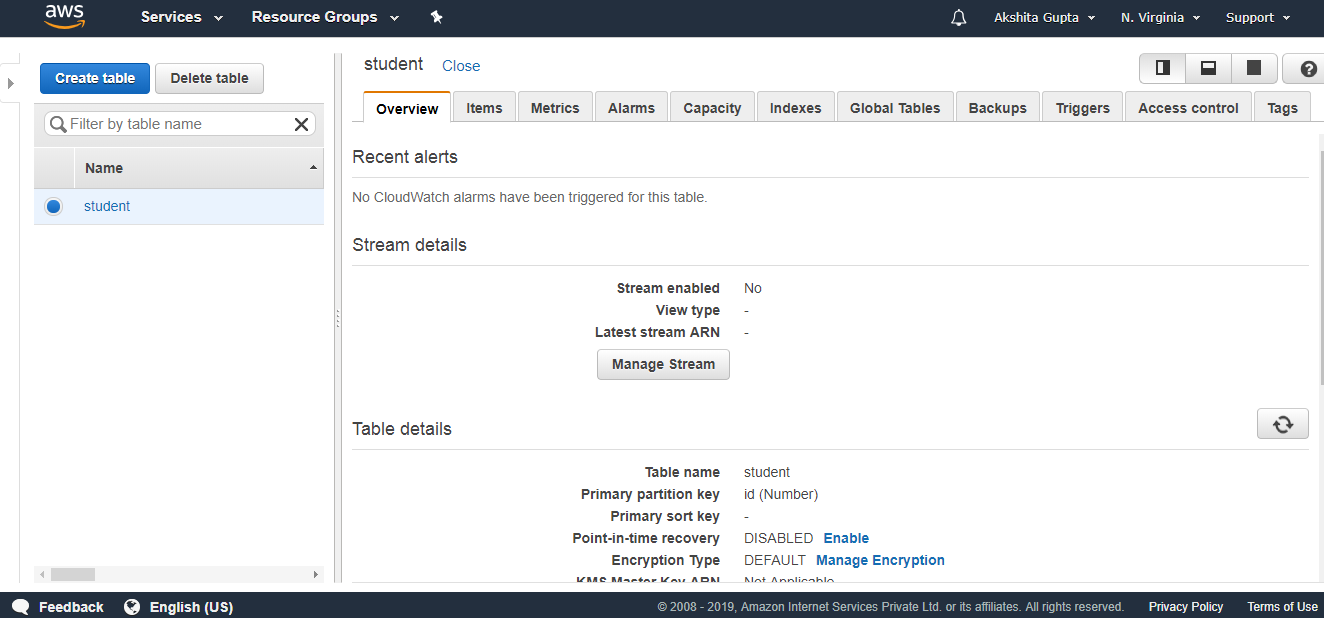 aws Services Resource Groups Akshita Gupta N. Virginia Support
Create table Delete table
Filter by table name
Name
student
student Close
Overview Items Metrics Alarms Capacity Indexes Global Tables Backups Triggers Access control Tags
Recent alerts
No CloudWatch alarms have been triggered for this table.
Stream details
Stream enabled No
View type -
Latest stream ARN -
Manage Stream
Table details
Table name student
Primary partition key id (Number)
Primary sort key -
Point-in-time recovery DISABLED Enable
Encryption Type DEFAULT Manage Encryption
KMS Master Key ARN Not Applicable
Feedback English (US) © 2008 - 2019, Amazon Internet Services Private Ltd. or its affiliates. All rights reserved. Privacy Policy Terms of Use